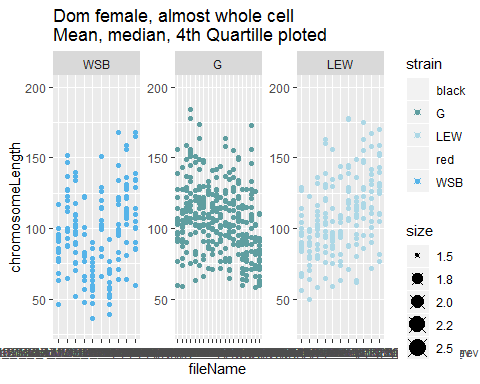 Dom female, almost whole cell
Mean, median, 4th Quartille ploted
WSB
G
LEW
200
150
100
50
200
150
100
50
200
150
100
50
chromosomeLength
fileName
strain
black
G
LEW
red
WSB
size
1.5
1.8
2.0
2.2
2.5